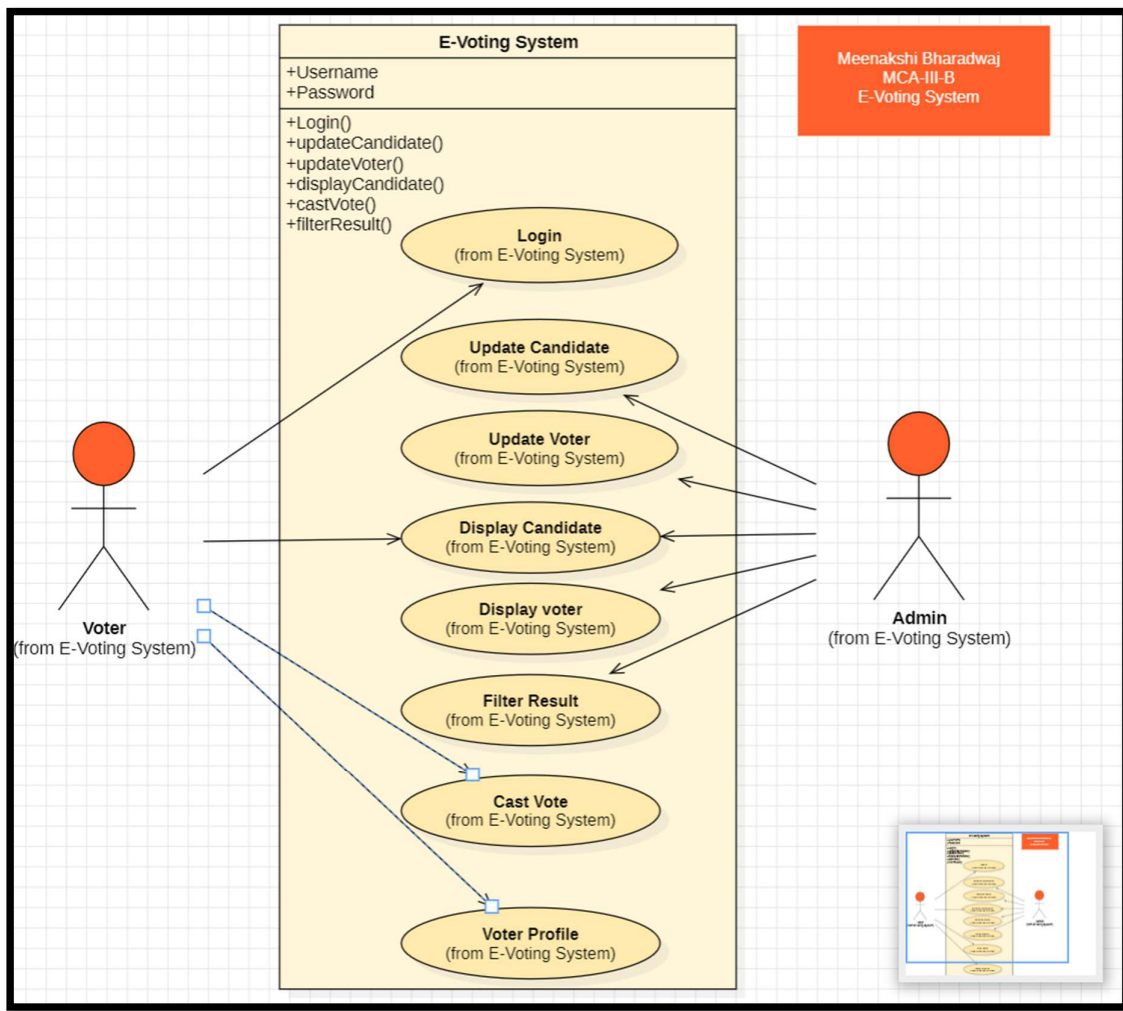 E-Voting System
+Username
+Password
+Login()
+updateCandidate()
+updateVoter()
+displayCandidate()
+castVote()
+filterResult()
Meenakshi Bharadwaj
MCA-III-B
E-Voting System
Login
(from E-Voting System)
Update Candidate
(from E-Voting System)
Update Voter
(from E-Voting System)
Display Candidate
(from E-Voting System)
Display voter
(from E-Voting System)
Filter Result
(from E-Voting System)
Cast Vote
(from E-Voting System)
Voter Profile
(from E-Voting System)
Voter
(from E-Voting System)
Admin
(from E-Voting System)